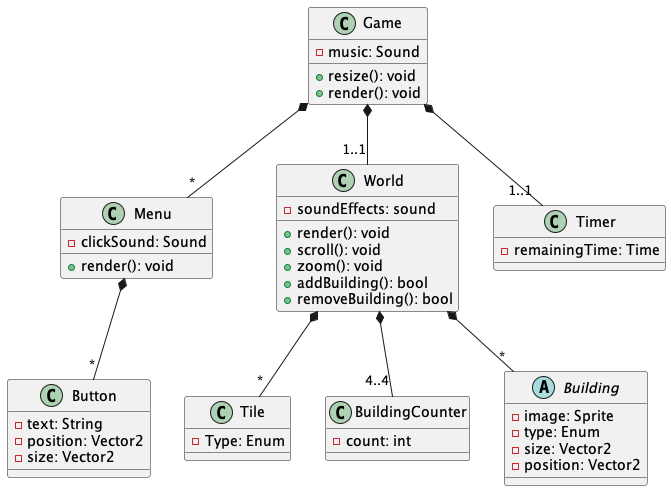 C Game
music: Sound
resize(): void
render(): void
*
1..1
1..1
C Menu
clickSound: Sound
render(): void
C World
soundEffects: sound
render(): void
scroll(): void
zoom(): void
addBuilding(): bool
removeBuilding(): bool
C Timer
remainingTime: Time
*
*
4..4
*
C Button
text: String
position: Vector2
size: Vector2
C Tile
Type: Enum
C BuildingCounter
count: int
A Building
image: Sprite
type: Enum
size: Vector2
position: Vector2